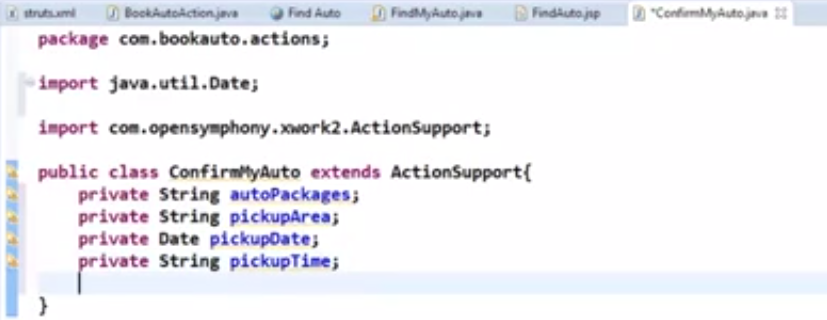 struts.xml BookAutoAction.java Find Auto FindMyAuto.java FindAuto.jsp *ConfirmMyAuto.java
package com.bookauto.actions;
import java.util.Date;
import com.opensymphony.xwork2.ActionSupport;
public class ConfirmMyAuto extends ActionSupport{
private String autoPackages;
private String pickupArea;
private Date pickupDate;
private String pickupTime;
}